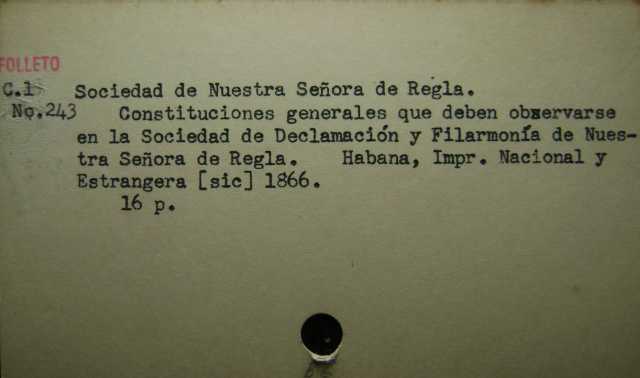 FOLLETO
C.1 Sociedad de Nuestra Señora de Regla.
No.243 Constituciones generales que deben observarse
en la Sociedad de Declamación y Filarmonía de Nues-
tra Señora de Regla. Habana, Impr. Nacional y
Estrangera [sic] 1866.
16 p.